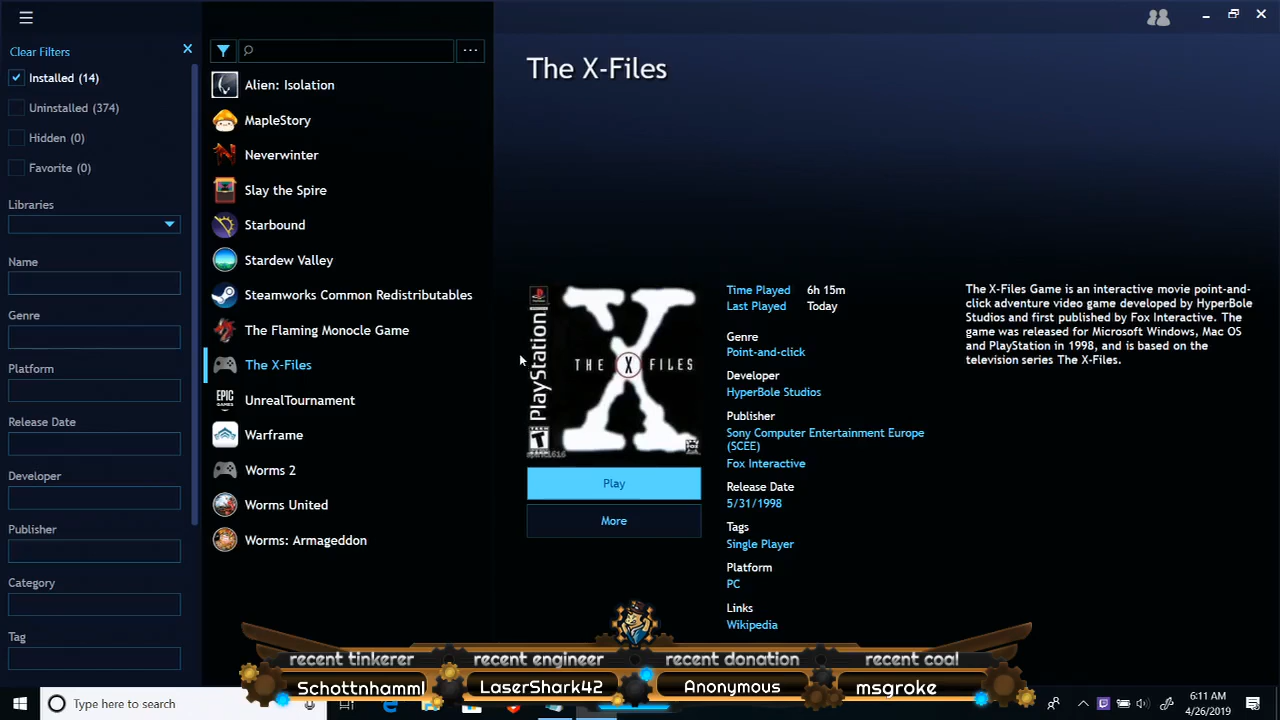 Clear Filters
Installed (14)
Uninstalled (374)
Hidden (0)
Favorite (0)
Libraries
Name
Genre
Platform
Release Date
Developer
Publisher
Category
Tag
...
Alien: Isolation
MapleStory
Neverwinter
Slay the Spire
Starbound
Stardew Valley
Steamworks Common Redistributables
The Flaming Monocle Game
The X-Files
EPIC GAMES
UnrealTournament
Warframe
Worms 2
Worms United
Worms: Armageddon
The X-Files
PlayStation
THE X FILES
T
FOX
Play
More
Time Played 6h 15m
Last Played Today
Genre
Point-and-click
Developer
HyperBole Studios
Publisher
Sony Computer Entertainment Europe
(SCEE)
Fox Interactive
Release Date
5/31/1998
Tags
Single Player
Platform
PC
Links
Wikipedia
The X-Files Game is an interactive movie point-and-
click adventure video game developed by HyperBole
Studios and first published by Fox Interactive. The
game was released for Microsoft Windows, Mac OS
and PlayStation in 1998, and is based on the
television series The X-Files.
recent tinkerer recent engineer recent donation recent coal
Schottnhamml LaserShark42 Anonymous msgroke
Type here to search
6:11 AM
4/26/2019